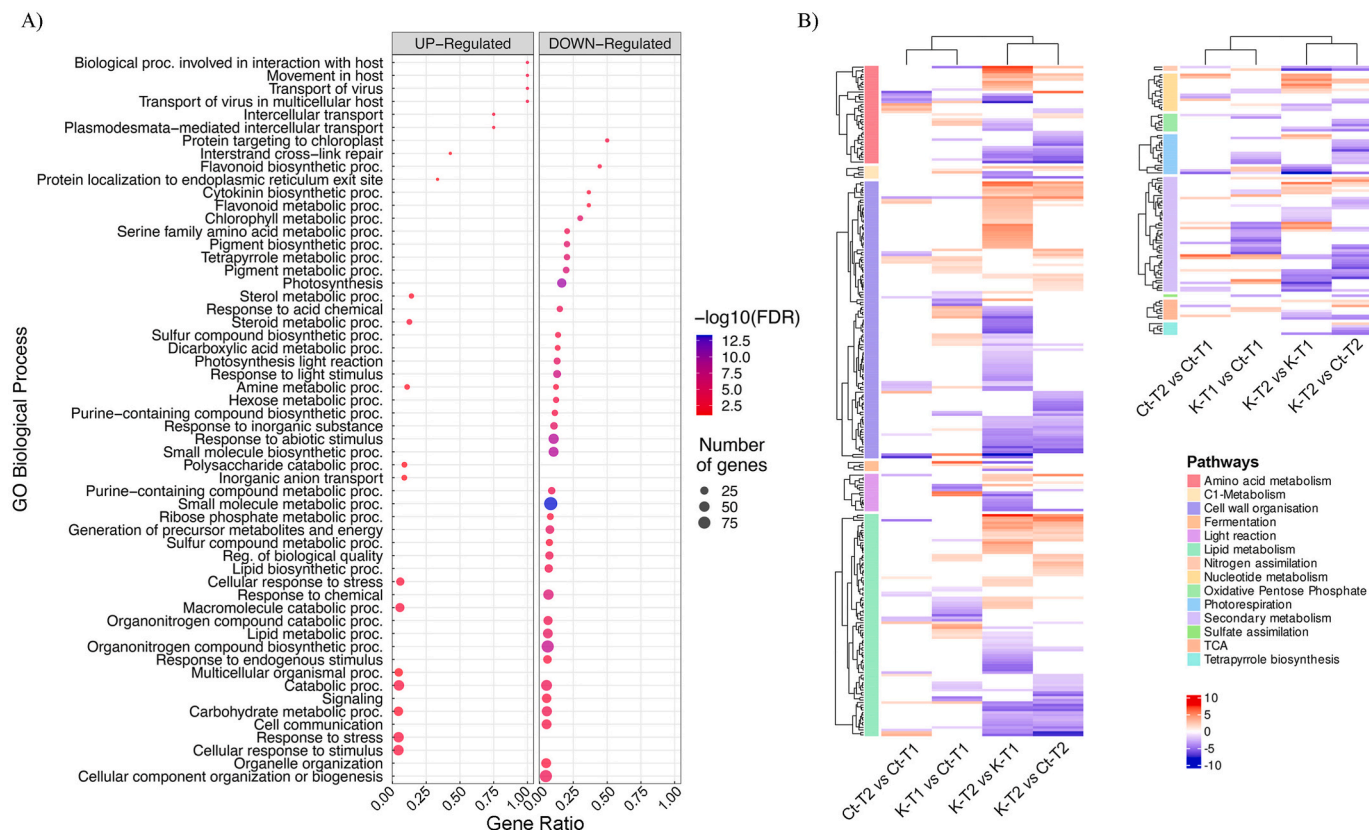 A)
UP-Regulated
DOWN-Regulated
GO Biological Process
Biological proc. involved in interaction with host
Movement in host
Transport of virus
Transport of virus in multicellular host
Intercellular transport
Plasmodesmata-mediated intercellular transport
Protein targeting to chloroplast
Interstrand cross-link repair
Flavonoid biosynthetic proc.
Protein localization to endoplasmic reticulum exit site
Cytokinin biosynthetic proc.
Flavonoid metabolic proc.
Chlorophyll metabolic proc.
Serine family amino acid metabolic proc.
Pigment biosynthetic proc.
Tetrapyrrole metabolic proc.
Pigment metabolic proc.
Photosynthesis
Sterol metabolic proc.
Response to acid chemical
Steroid metabolic proc.
Sulfur compound biosynthetic proc.
Dicarboxylic acid metabolic proc.
Photosynthesis light reaction
Response to light stimulus
Amine metabolic proc.
Hexose metabolic proc.
Purine-containing compound biosynthetic proc.
Response to inorganic substance
Response to abiotic stimulus
Small molecule biosynthetic proc.
Polysaccharide catabolic proc.
Inorganic anion transport
Purine-containing compound metabolic proc.
Small molecule metabolic proc.
Ribose phosphate metabolic proc.
Generation of precursor metabolites and energy
Sulfur compound metabolic proc.
Reg. of biological quality
Lipid biosynthetic proc.
Cellular response to stress
Response to chemical
Macromolecule catabolic proc.
Organonitrogen compound catabolic proc.
Lipid metabolic proc.
Organonitrogen compound biosynthetic proc.
Response to endogenous stimulus
Multicellular organismal proc.
Catabolic proc.
Signaling
Carbohydrate metabolic proc.
Cell communication
Response to stress
Cellular response to stimulus
Organelle organization
Cellular component organization or biogenesis
0.00 0.25 0.50 0.75 1.00 0.00 0.25 0.50 0.75 1.00
Gene Ratio
-log10(FDR)
12.5
10.0
7.5
5.0
2.5
Number
of genes
25
50
75
B)
Ct-T2 vs Ct-T1
K-T1 vs Ct-T1
K-T2 vs K-T1
K-T2 vs Ct-T2
Ct-T2 vs Ct-T1
K-T1 vs Ct-T1
K-T2 vs K-T1
K-T2 vs Ct-T2
Pathways
Amino acid metabolism
C1-Metabolism
Cell wall organisation
Fermentation
Light reaction
Lipid metabolism
Nitrogen assimilation
Nucleotide metabolism
Oxidative Pentose Phosphate
Photorespiration
Secondary metabolism
Sulfate assimilation
TCA
Tetrapyrrole biosynthesis
10
5
0
-5
-10